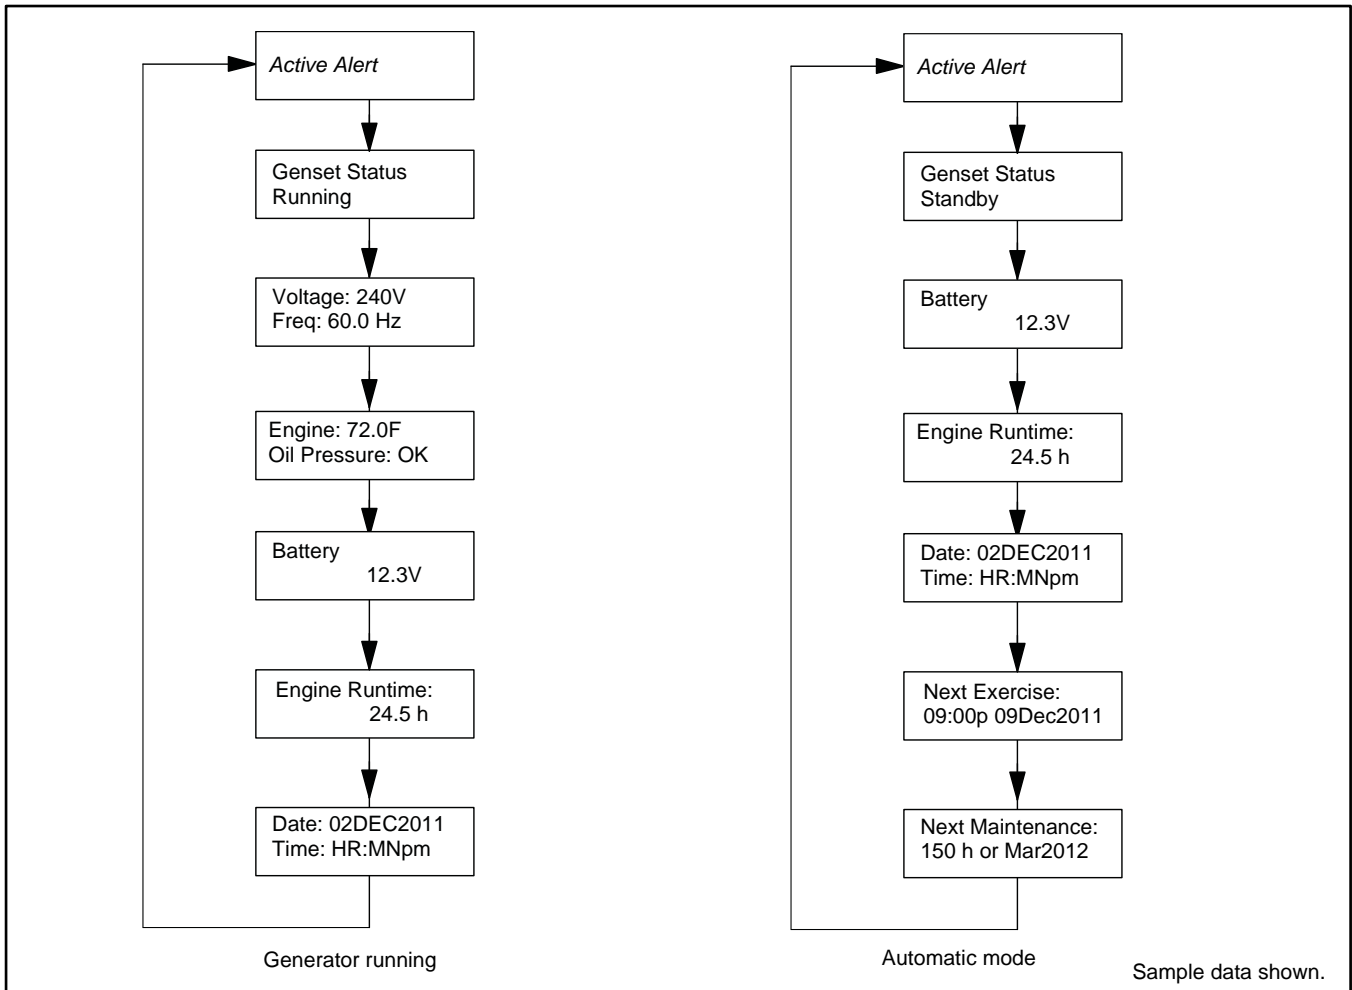 Active Alert
Genset Status
Running
Voltage: 240V
Freq: 60.0 Hz
Engine: 72.0F
Oil Pressure: OK
Battery
12.3V
Engine Runtime:
24.5 h
Date: 02DEC2011
Time: HR:MNpm
Generator running
Active Alert
Genset Status
Standby
Battery
12.3V
Engine Runtime:
24.5 h
Date: 02DEC2011
Time: HR:MNpm
Next Exercise:
09:00p 09Dec2011
Next Maintenance:
150 h or Mar2012
Automatic mode
Sample data shown.